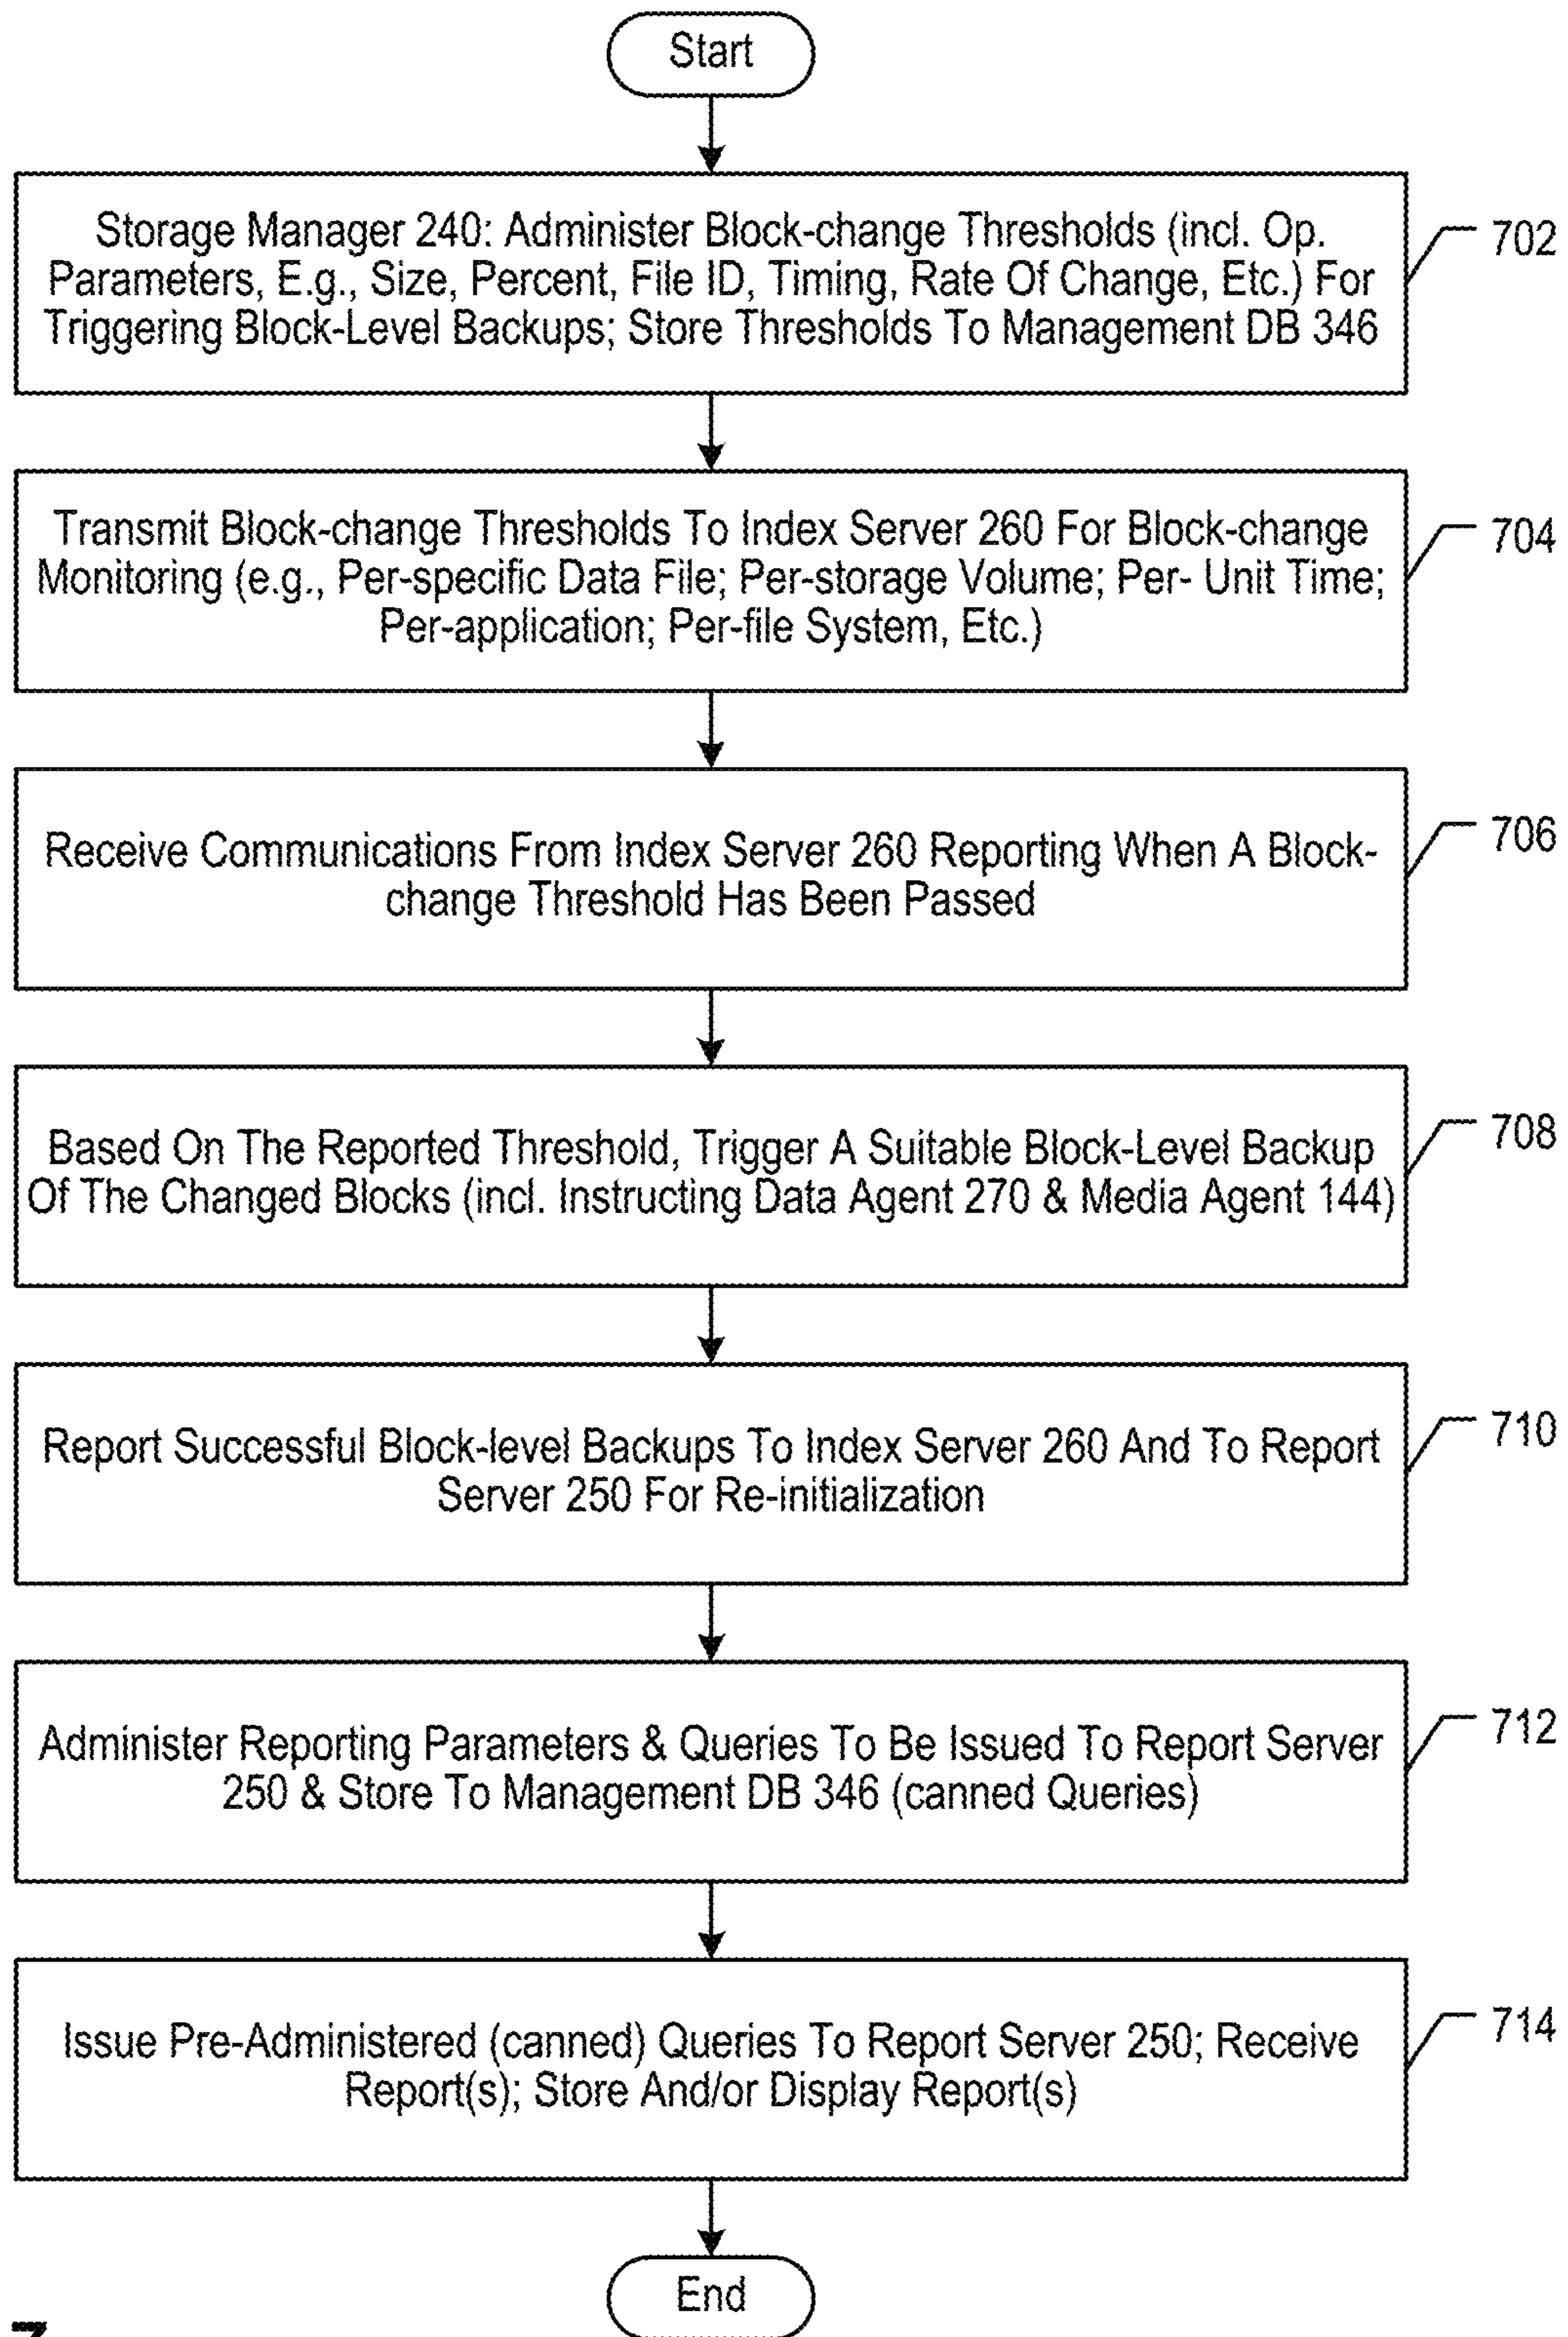 Start
Storage Manager 240: Administer Block-change Thresholds (incl. Op.
Parameters, E.g., Size, Percent, File ID, Timing, Rate Of Change, Etc.) For
Triggering Block-Level Backups; Store Thresholds To Management DB 346
702
Transmit Block-change Thresholds To Index Server 260 For Block-change
Monitoring (e.g., Per-specific Data File; Per-storage Volume; Per- Unit Time;
Per-application; Per-file System, Etc.)
704
Receive Communications From Index Server 260 Reporting When A Block-
change Threshold Has Been Passed
706
Based On The Reported Threshold, Trigger A Suitable Block-Level Backup
Of The Changed Blocks (incl. Instructing Data Agent 270 & Media Agent 144)
708
Report Successful Block-level Backups To Index Server 260 And To Report
Server 250 For Re-initialization
710
Administer Reporting Parameters & Queries To Be Issued To Report Server
250 & Store To Management DB 346 (canned Queries)
712
Issue Pre-Administered (canned) Queries To Report Server 250; Receive
Report(s); Store And/or Display Report(s)
714
End